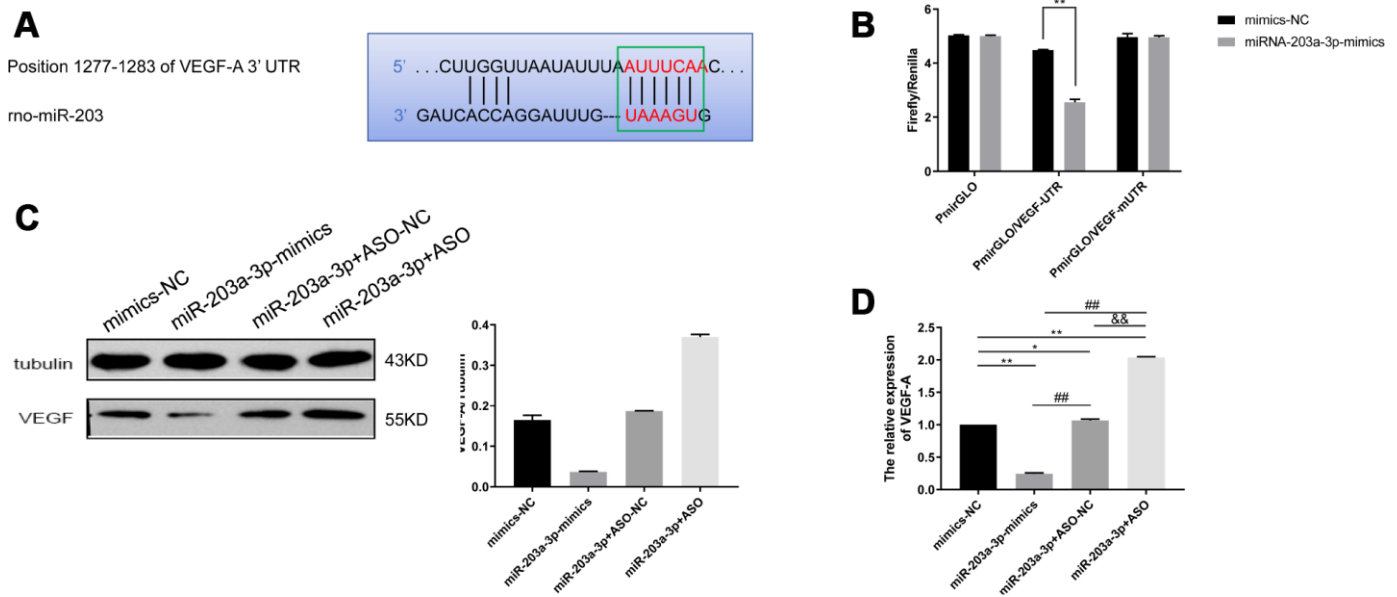 A
Position 1277-1283 of VEGF-A 3' UTR
5' ...CUUGGUUAAUAUUUAAUUUCAAC...
rno-miR-203
3' GAUCACCAGGAUUUG---UAAAGUG
B
**
Firefly/Renilla
6
4
2
0
PmirGLO
PmirGLO/VEGF-UTR
PmirGLO/VEGF-mUTR
mimics-NC
miRNA-203a-3p-mimics
C
mimics-NC
miR-203a-3p-mimics
miR-203a-3p+ASO-NC
miR-203a-3p+ASO
tubulin
43KD
VEGF
55KD
VEGF-A/Tubulin
0.4
0.3
0.2
0.1
0.0
mimics-NC
miR-203a-3p-mimics
miR-203a-3p+ASO-NC
miR-203a-3p+ASO
D
The relative expression
of VEGF-A
2.5
2.0
1.5
1.0
0.5
0.0
##
&&
**
*
**
##
mimics-NC
miR-203a-3p-mimics
miR-203a-3p+ASO-NC
miR-203a-3p+ASO